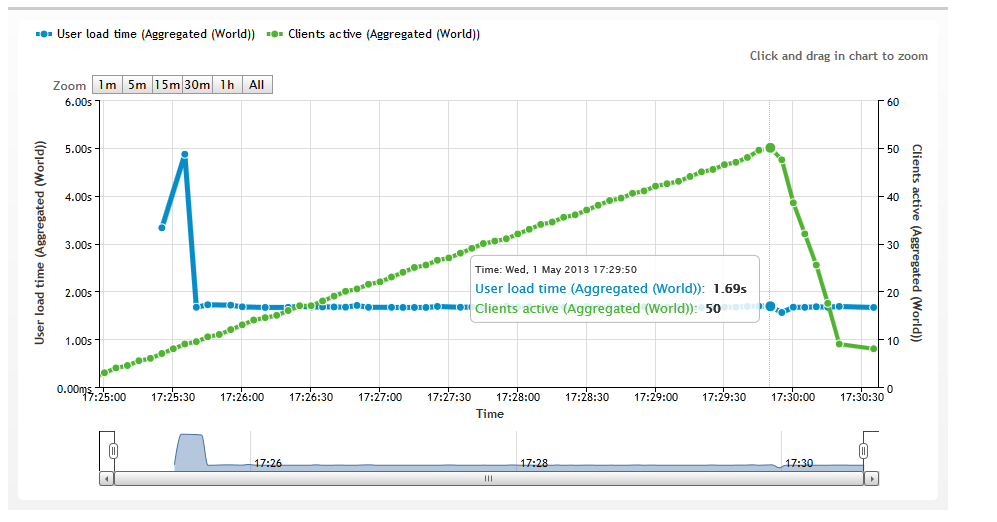 User load time (Aggregated (World)) Clients active (Aggregated (World))
Click and drag in chart to zoom
Zoom 1m 5m 15m 30m 1h All
6.00s 60
5.00s 50
4.00s 40
3.00s 30
2.00s 20
1.00s 10
0.00ms 0
User load time (Aggregated (World))
Clients active (Aggregated (World))
Time: Wed, 1 May 2013 17:29:50
User load time (Aggregated (World)): 1.69s
Clients active (Aggregated (World)): 50
17:25:00 17:25:30 17:26:00 17:26:30 17:27:00 17:27:30 17:28:00 17:28:30 17:29:00 17:29:30 17:30:00 17:30:30
Time
17:26 17:28 17:30